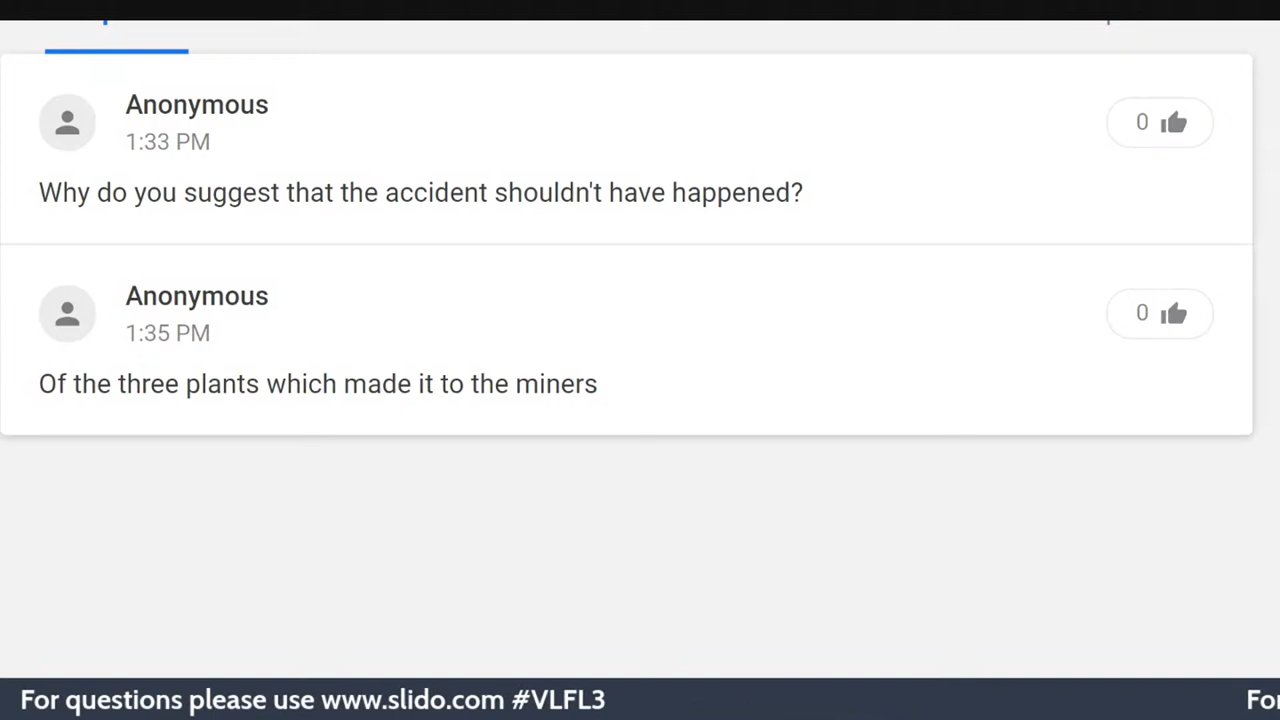 Anonymous
1:33 PM
0
Why do you suggest that the accident shouldn't have happened?
Anonymous
1:35 PM
0
Of the three plants which made it to the miners
For questions please use www.slido.com #VLFL3
For